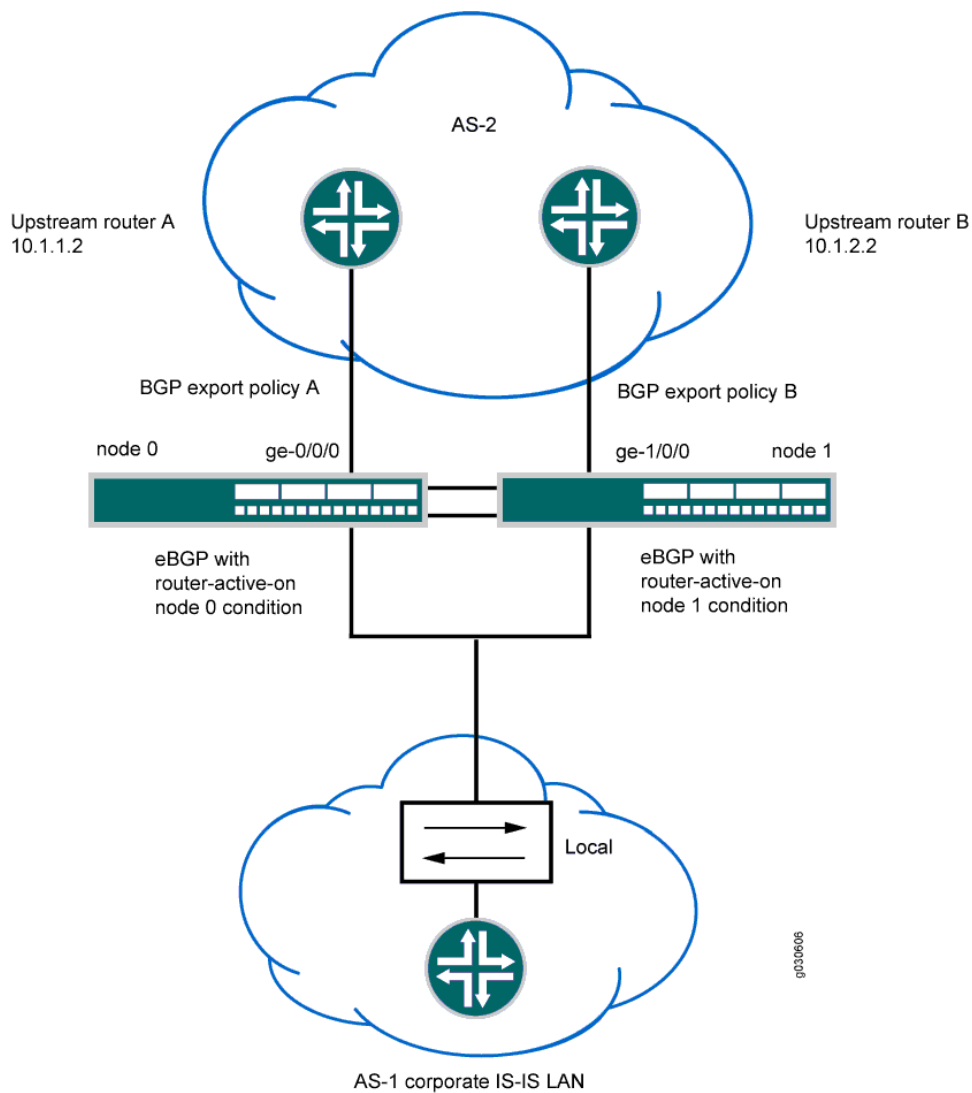 AS-2
Upstream router A
10.1.1.2
Upstream router B
10.1.2.2
BGP export policy A
BGP export policy B
node 0
ge-0/0/0
ge-1/0/0
node 1
eBGP with
router-active-on
node 0 condition
eBGP with
router-active-on
node 1 condition
Local
g030606
AS-1 corporate IS-IS LAN